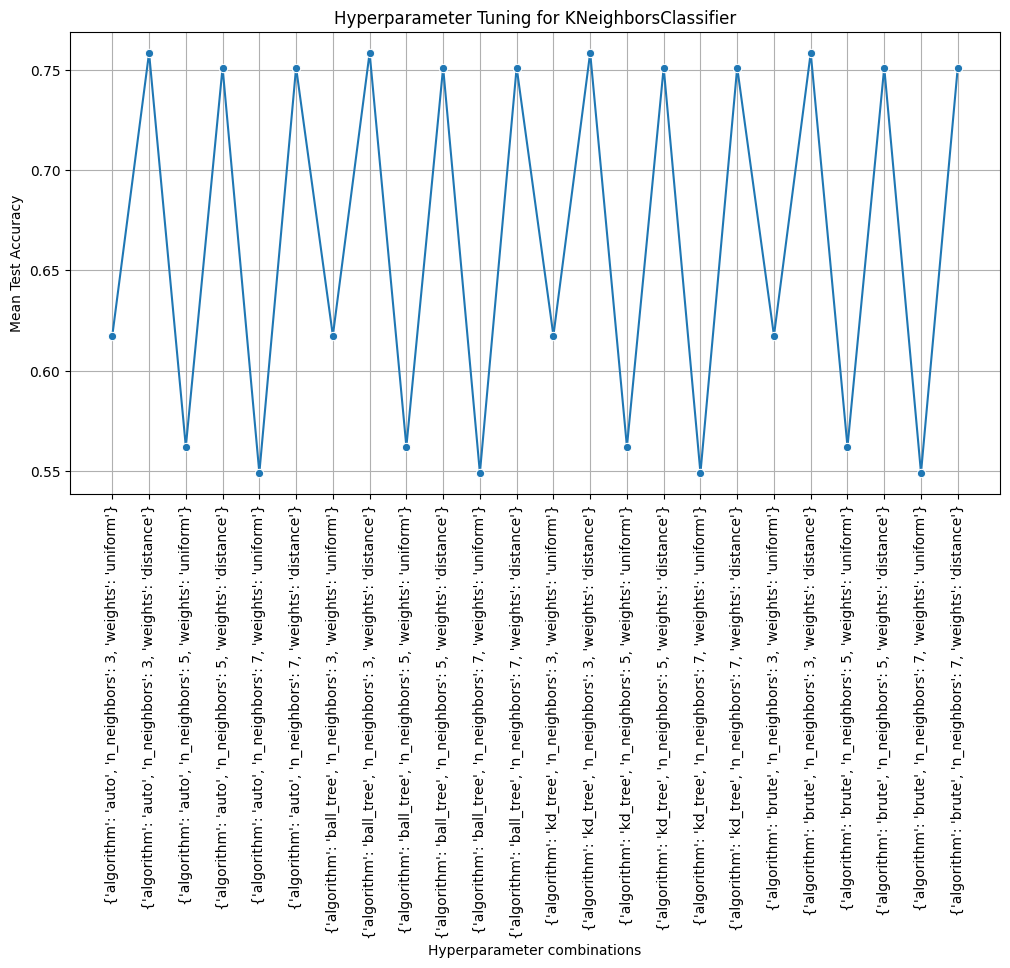 Hyperparameter Tuning for KNeighborsClassifier
Mean Test Accuracy
0.75
0.70
0.65
0.60
0.55
{'algorithm': 'auto', 'n_neighbors': 3, 'weights': 'uniform'}
{'algorithm': 'auto', 'n_neighbors': 3, 'weights': 'distance'}
{'algorithm': 'auto', 'n_neighbors': 5, 'weights': 'uniform'}
{'algorithm': 'auto', 'n_neighbors': 5, 'weights': 'distance'}
{'algorithm': 'auto', 'n_neighbors': 7, 'weights': 'uniform'}
{'algorithm': 'auto', 'n_neighbors': 7, 'weights': 'distance'}
{'algorithm': 'ball_tree', 'n_neighbors': 3, 'weights': 'uniform'}
{'algorithm': 'ball_tree', 'n_neighbors': 3, 'weights': 'distance'}
{'algorithm': 'ball_tree', 'n_neighbors': 5, 'weights': 'uniform'}
{'algorithm': 'ball_tree', 'n_neighbors': 5, 'weights': 'distance'}
{'algorithm': 'ball_tree', 'n_neighbors': 7, 'weights': 'uniform'}
{'algorithm': 'ball_tree', 'n_neighbors': 7, 'weights': 'distance'}
{'algorithm': 'kd_tree', 'n_neighbors': 3, 'weights': 'uniform'}
{'algorithm': 'kd_tree', 'n_neighbors': 3, 'weights': 'distance'}
{'algorithm': 'kd_tree', 'n_neighbors': 5, 'weights': 'uniform'}
{'algorithm': 'kd_tree', 'n_neighbors': 5, 'weights': 'distance'}
{'algorithm': 'kd_tree', 'n_neighbors': 7, 'weights': 'uniform'}
{'algorithm': 'kd_tree', 'n_neighbors': 7, 'weights': 'distance'}
{'algorithm': 'brute', 'n_neighbors': 3, 'weights': 'uniform'}
{'algorithm': 'brute', 'n_neighbors': 3, 'weights': 'distance'}
{'algorithm': 'brute', 'n_neighbors': 5, 'weights': 'uniform'}
{'algorithm': 'brute', 'n_neighbors': 5, 'weights': 'distance'}
{'algorithm': 'brute', 'n_neighbors': 7, 'weights': 'uniform'}
{'algorithm': 'brute', 'n_neighbors': 7, 'weights': 'distance'}
Hyperparameter combinations